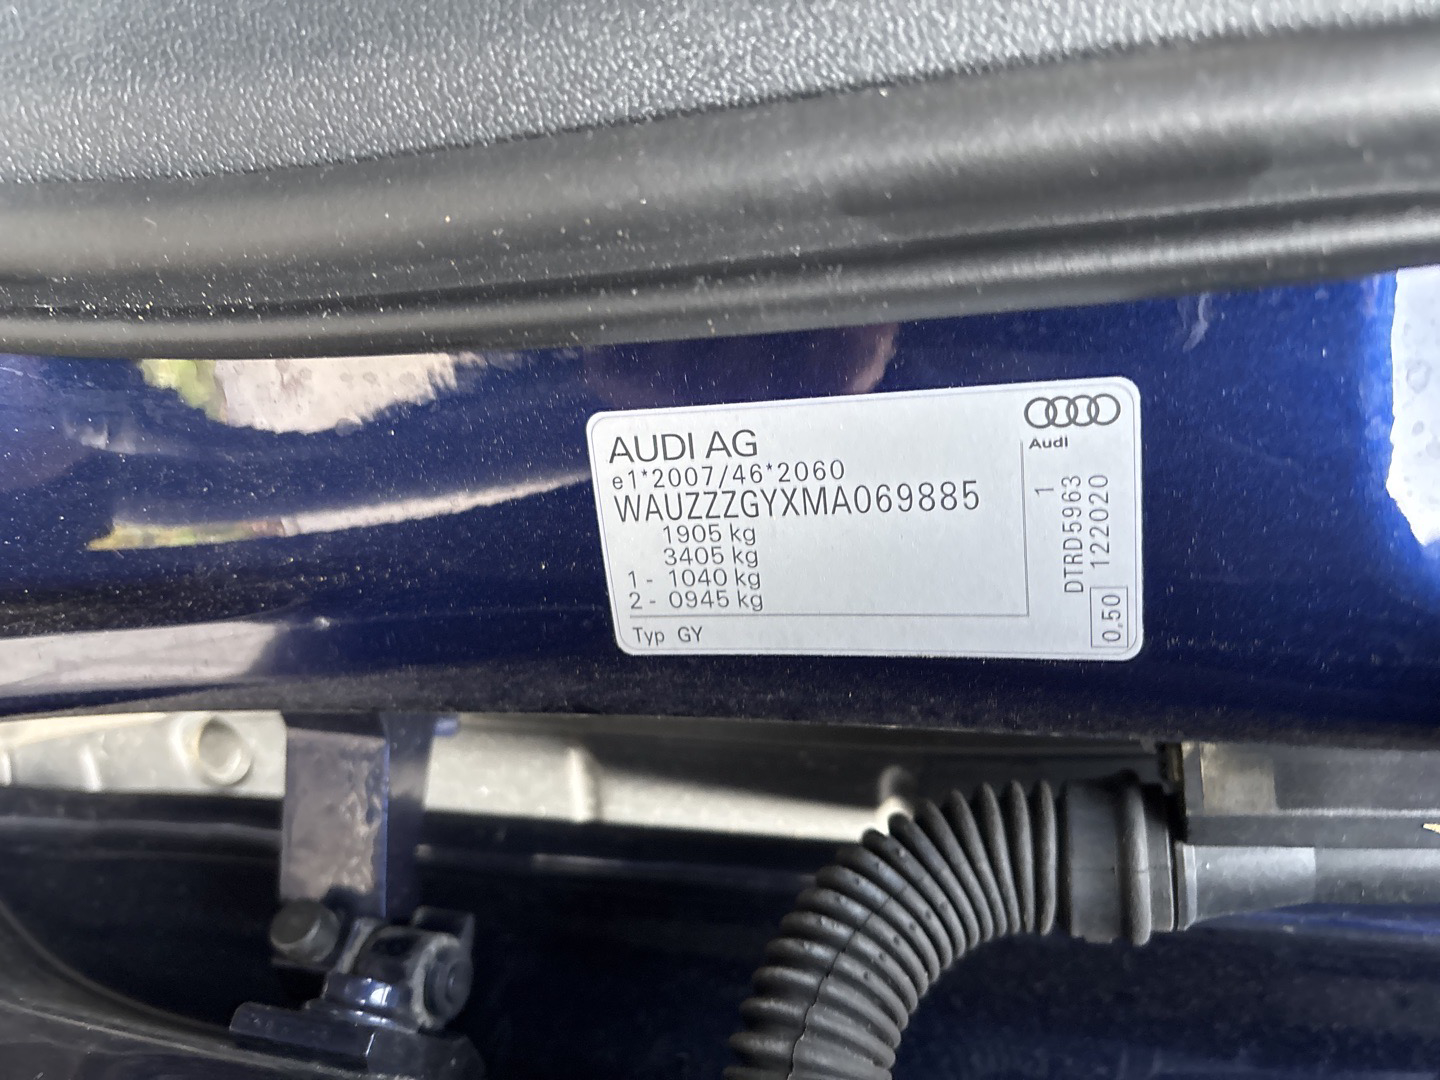 AUDI AG
e1*2007/46*2060
WAUZZZGYXMA069885
1905 kg
3405 kg
1 - 1040 kg
2 - 0945 kg
Typ GY
Audi
1
DTRD5963
122020
0,50